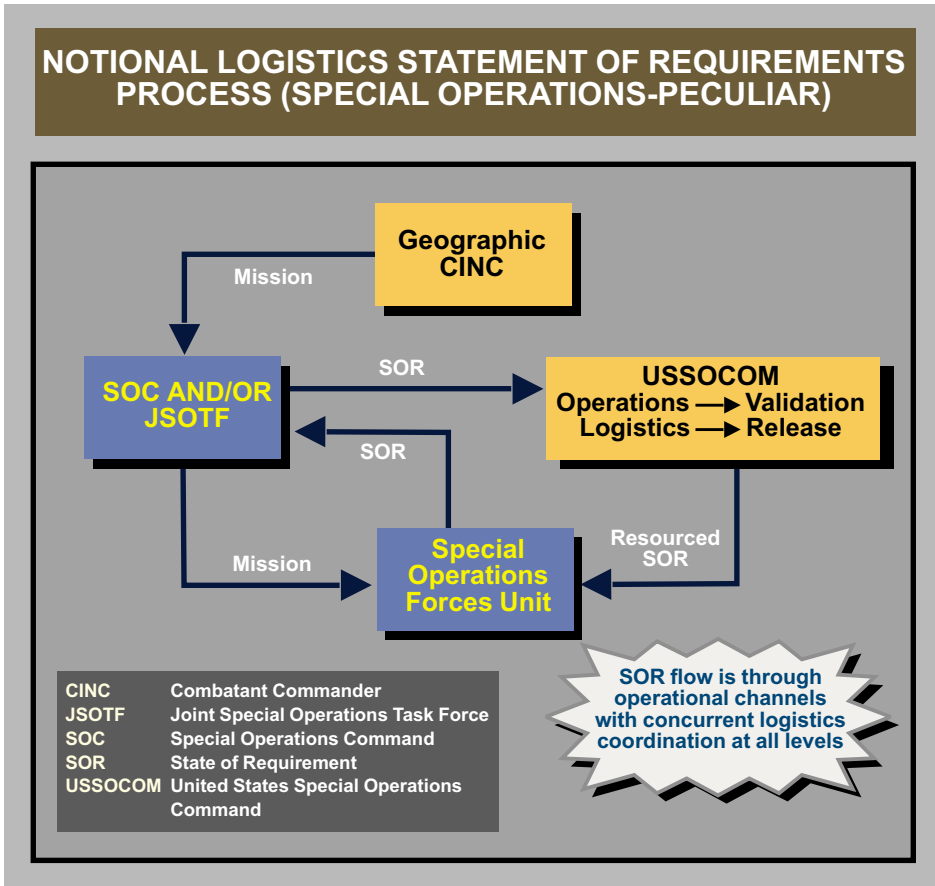 NOTIONAL LOGISTICS STATEMENT OF REQUIREMENTS
PROCESS (SPECIAL OPERATIONS-PECULIAR)
Geographic
CINC
Mission
SOC AND/OR
JSOTF
SOR
USSOCOM
Operations → Validation
Logistics → Release
SOR
Mission
Special
Operations
Forces Unit
Resourced
SOR
SOR flow is through
operational channels
with concurrent logistics
coordination at all levels
CINC Combatant Commander
JSOTF Joint Special Operations Task Force
SOC Special Operations Command
SOR State of Requirement
USSOCOM United States Special Operations
Command